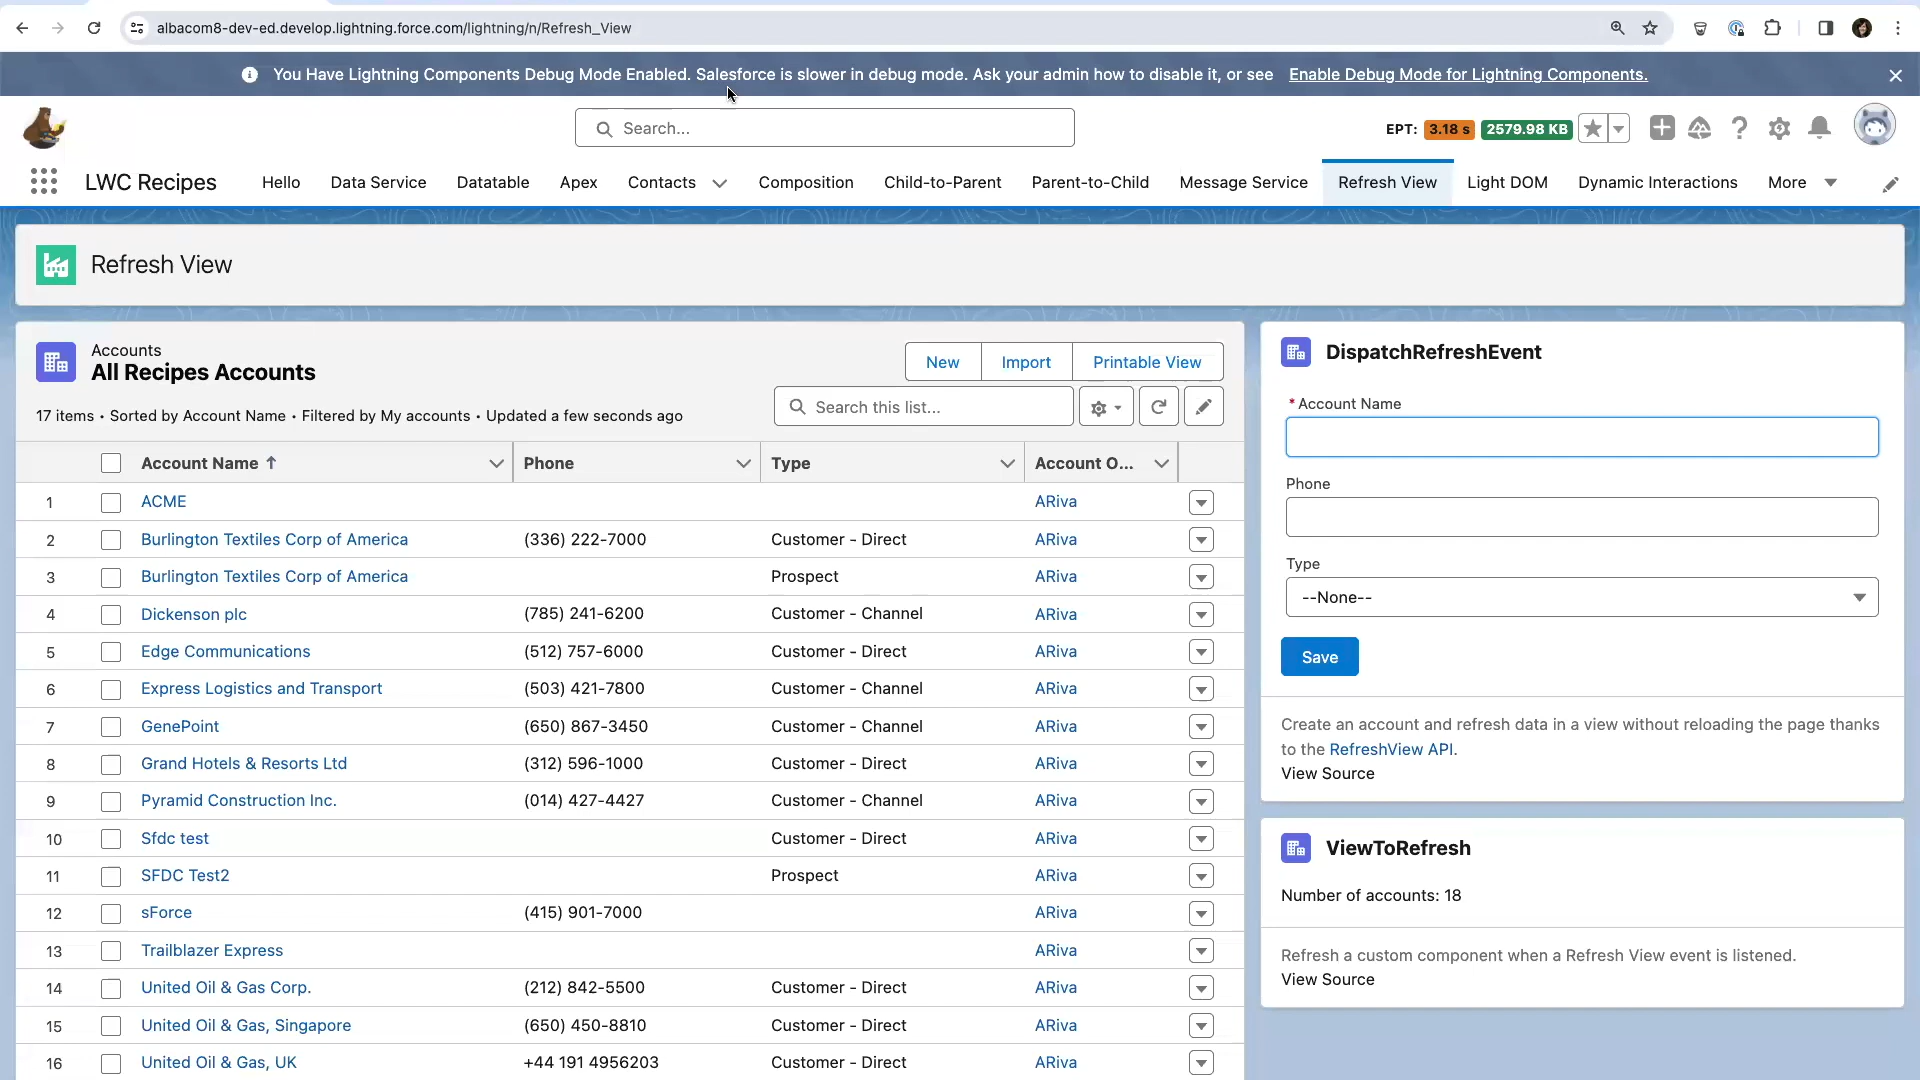 albacom8-dev-ed.develop.lightning.force.com/lightning/n/Refresh_View
You Have Lightning Components Debug Mode Enabled. Salesforce is slower in debug mode. Ask your admin how to disable it, or see Enable Debug Mode for Lightning Components.
Search...
EPT: 3.18 s 2579.98 KB
LWC Recipes Hello Data Service Datatable Apex Contacts Composition Child-to-Parent Parent-to-Child Message Service Refresh View Light DOM Dynamic Interactions More
Refresh View
Accounts
All Recipes Accounts
New Import Printable View
17 items • Sorted by Account Name • Filtered by My accounts • Updated a few seconds ago
Search this list...
Account Name Phone Type Account O...
1 ACME ARiva
2 Burlington Textiles Corp of America (336) 222-7000 Customer - Direct ARiva
3 Burlington Textiles Corp of America Prospect ARiva
4 Dickenson plc (785) 241-6200 Customer - Channel ARiva
5 Edge Communications (512) 757-6000 Customer - Direct ARiva
6 Express Logistics and Transport (503) 421-7800 Customer - Channel ARiva
7 GenePoint (650) 867-3450 Customer - Channel ARiva
8 Grand Hotels & Resorts Ltd (312) 596-1000 Customer - Direct ARiva
9 Pyramid Construction Inc. (014) 427-4427 Customer - Channel ARiva
10 Sfdc test Customer - Direct ARiva
11 SFDC Test2 Prospect ARiva
12 sForce (415) 901-7000 ARiva
13 Trailblazer Express ARiva
14 United Oil & Gas Corp. (212) 842-5500 Customer - Direct ARiva
15 United Oil & Gas, Singapore (650) 450-8810 Customer - Direct ARiva
16 United Oil & Gas, UK +44 191 4956203 Customer - Direct ARiva
DispatchRefreshEvent
* Account Name
Phone
Type
--None--
Save
Create an account and refresh data in a view without reloading the page thanks
to the RefreshView API.
View Source
ViewToRefresh
Number of accounts: 18
Refresh a custom component when a Refresh View event is listened.
View Source